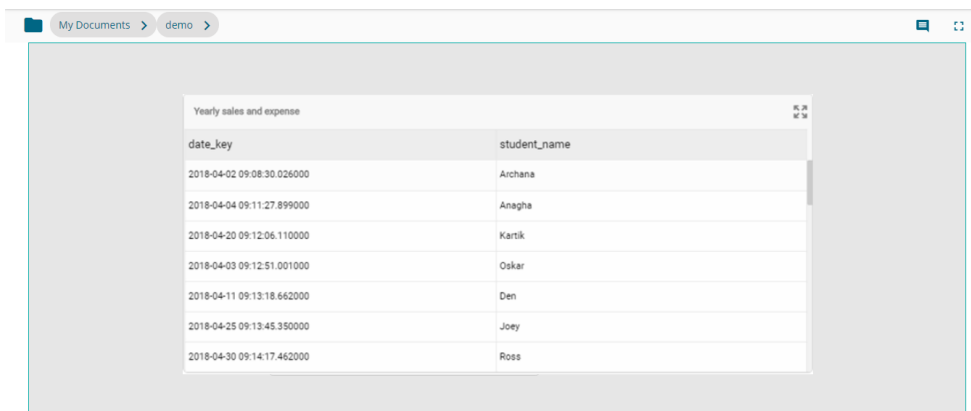 My Documents > demo >
Yearly sales and expense
date_key student_name
2018-04-02 09:08:30.026000 Archana
2018-04-04 09:11:27.899000 Anagha
2018-04-20 09:12:06.110000 Kartik
2018-04-03 09:12:51.001000 Oskar
2018-04-11 09:13:18.662000 Den
2018-04-25 09:13:45.350000 Joey
2018-04-30 09:14:17.462000 Ross